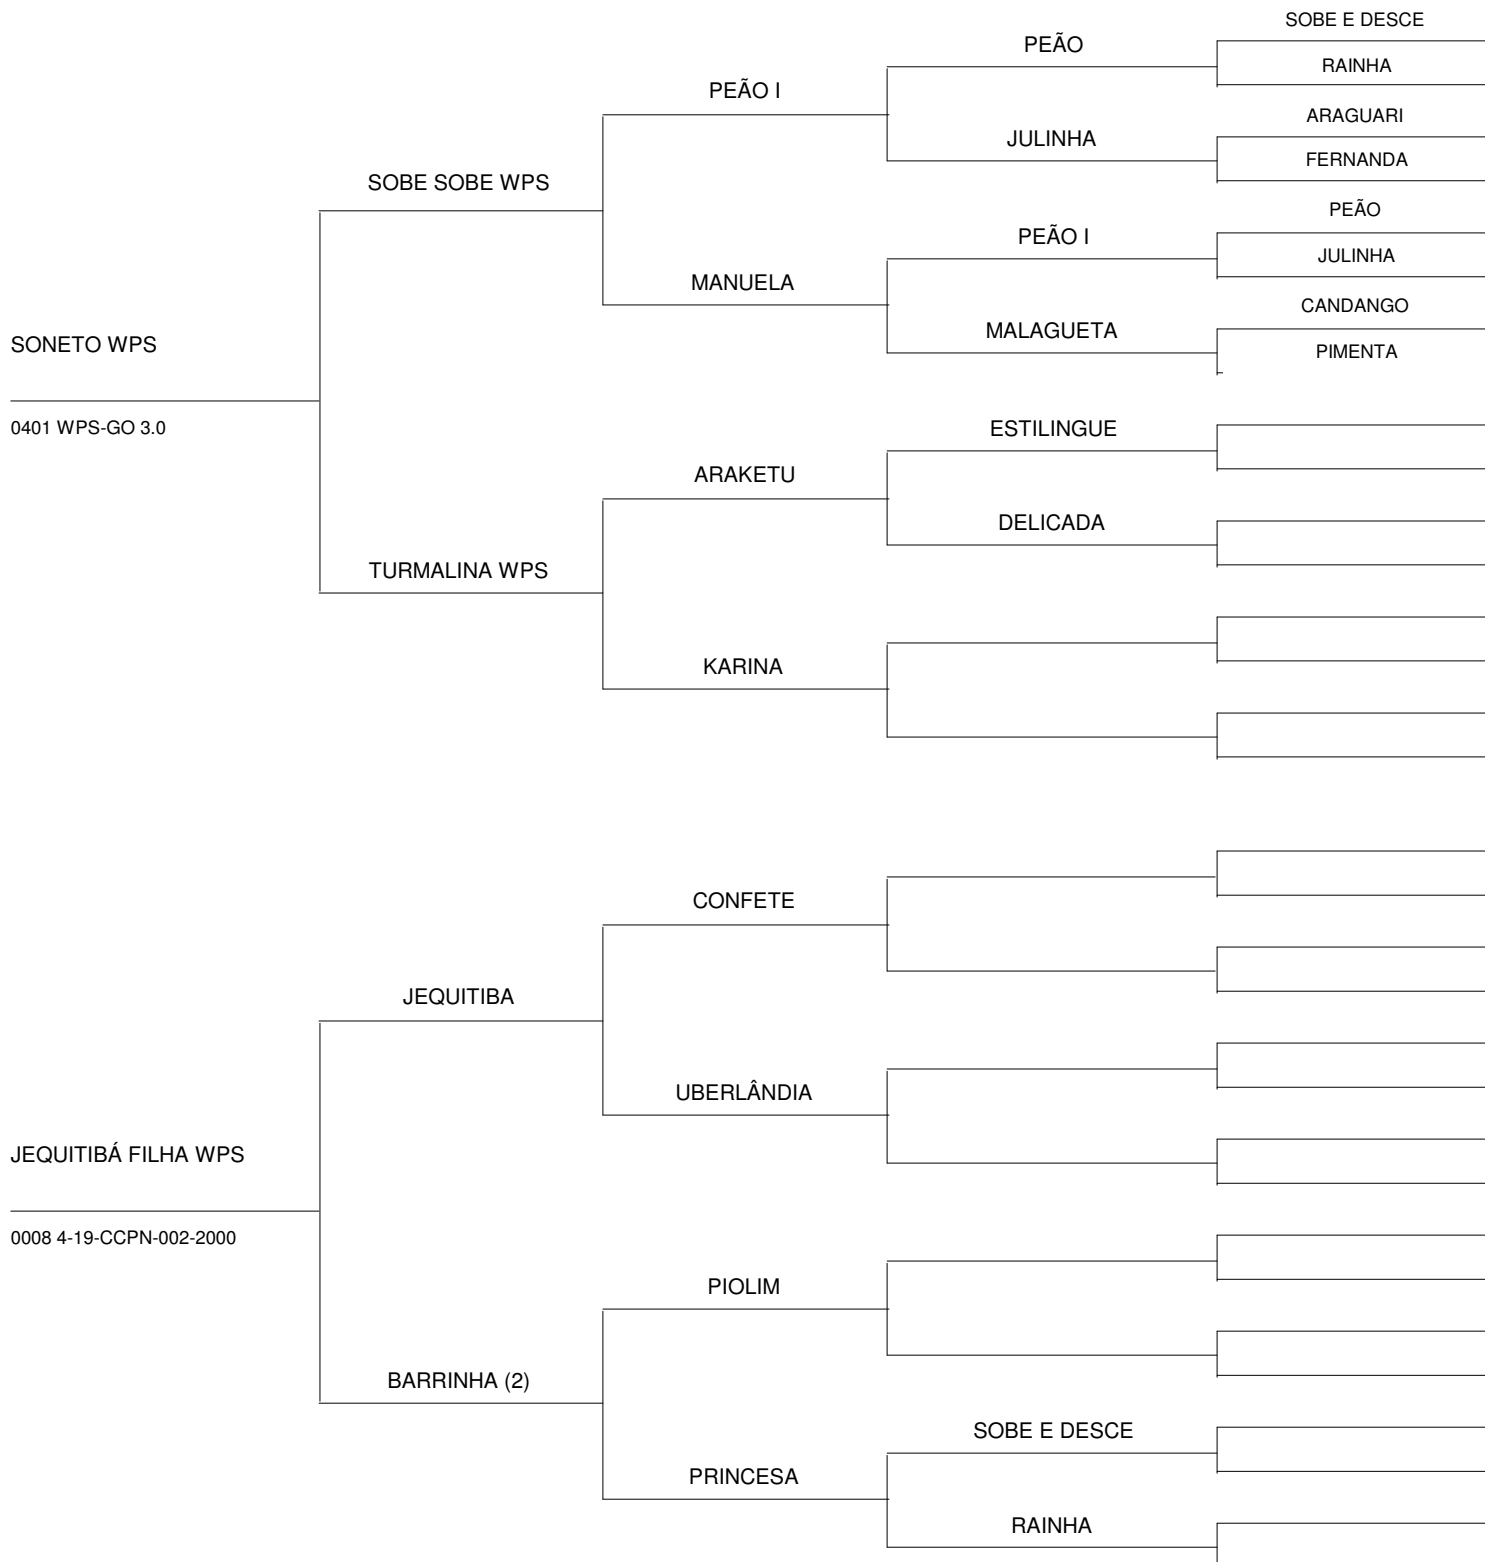 SOBE E DESCE
PEÃO
RAINHA
PEÃO I
ARAGUARI
JULINHA
FERNANDA
SOBE SOBE WPS
PEÃO
PEÃO I
JULINHA
MANUELA
CANDANGO
MALAGUETA
SONETO WPS
PIMENTA
0401 WPS-GO 3.0
ESTILINGUE
ARAKETU
DELICADA
TURMALINA WPS
KARINA
CONFETE
JEQUITIBA
UBERLÂNDIA
JEQUITIBÁ FILHA WPS
0008 4-19-CCPN-002-2000
PIOLIM
BARRINHA (2)
SOBE E DESCE
PRINCESA
RAINHA